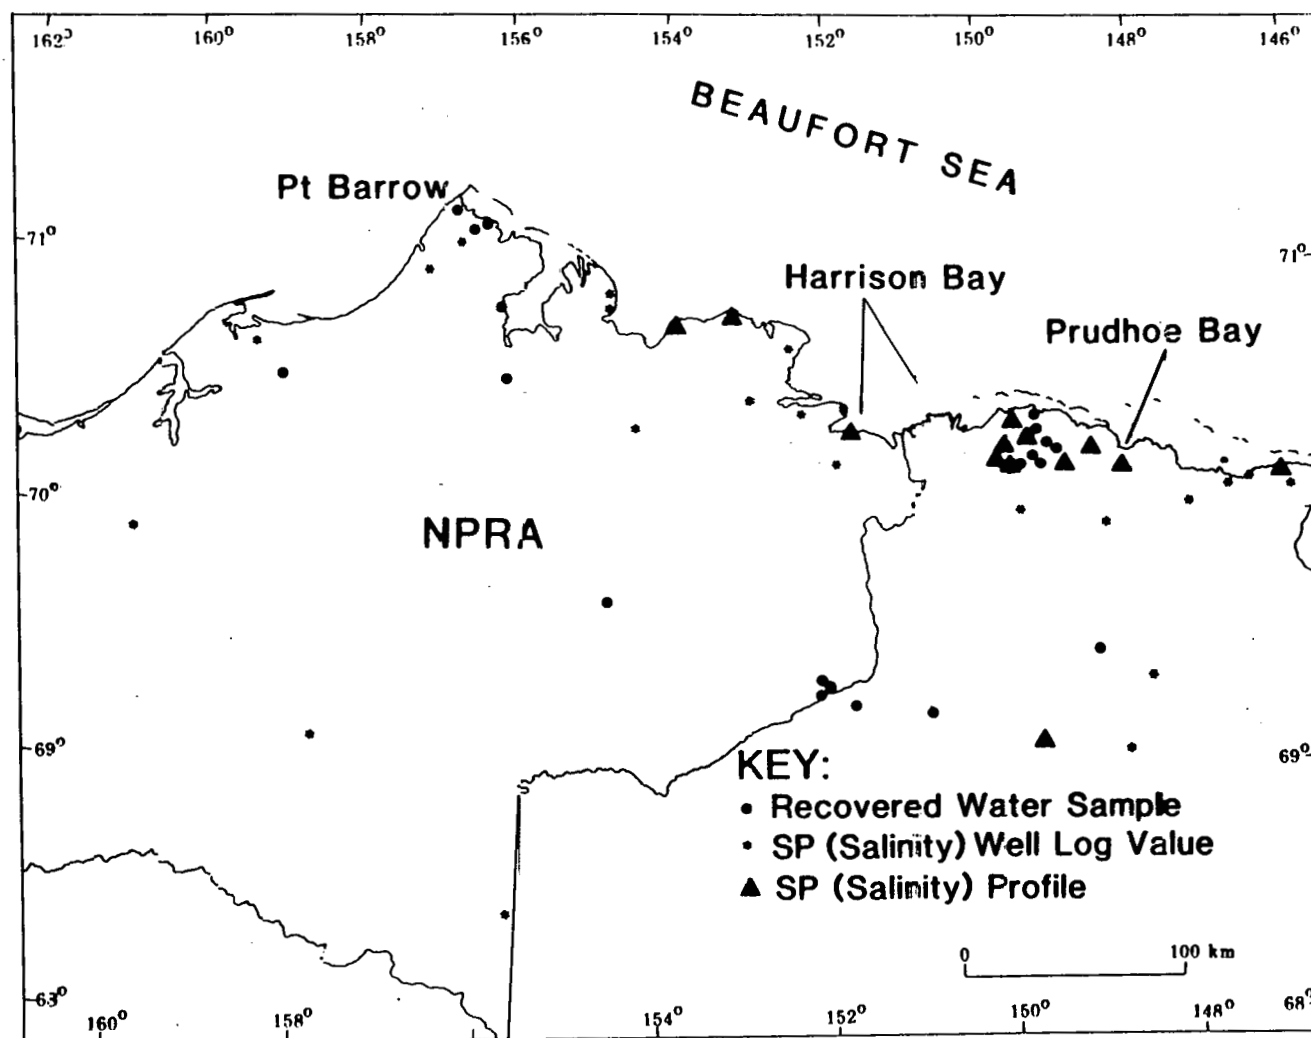 162° 160° 158° 156° 154° 152° 150° 148° 146°
BEAUFORT SEA
Pt Barrow
71° 71°
Harrison Bay
Prudhoe Bay
70°
NPRA
69° 69°
KEY:
Recovered Water Sample
SP (Salinity) Well Log Value
SP (Salinity) Profile
0 100 km
63° 68°
160° 158° 154° 152° 150° 148°